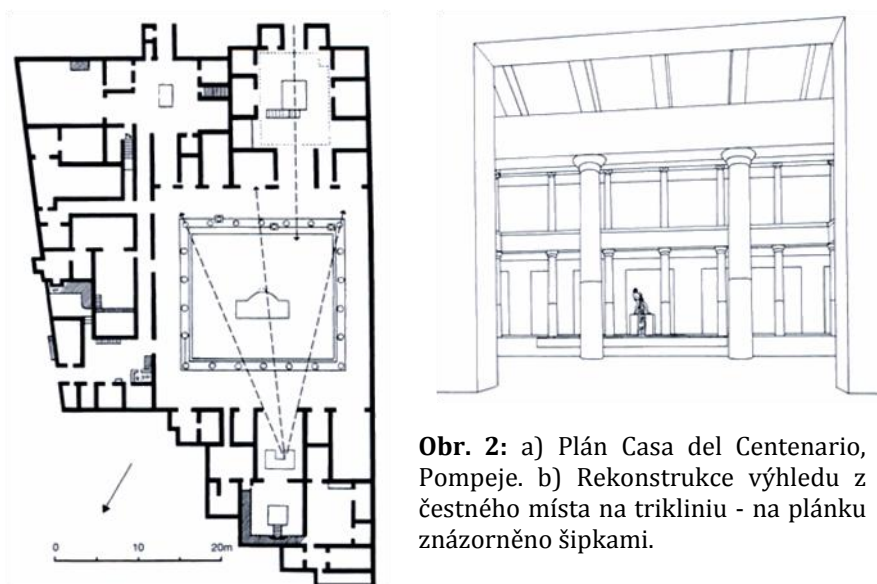 Obr. 2: a) Plán Casa del Centenario,
Pompeje. b) Rekonstrukce výhledu z
čestného místa na trikliniu - na plánku
znázorněno šipkami.
0 10 20m